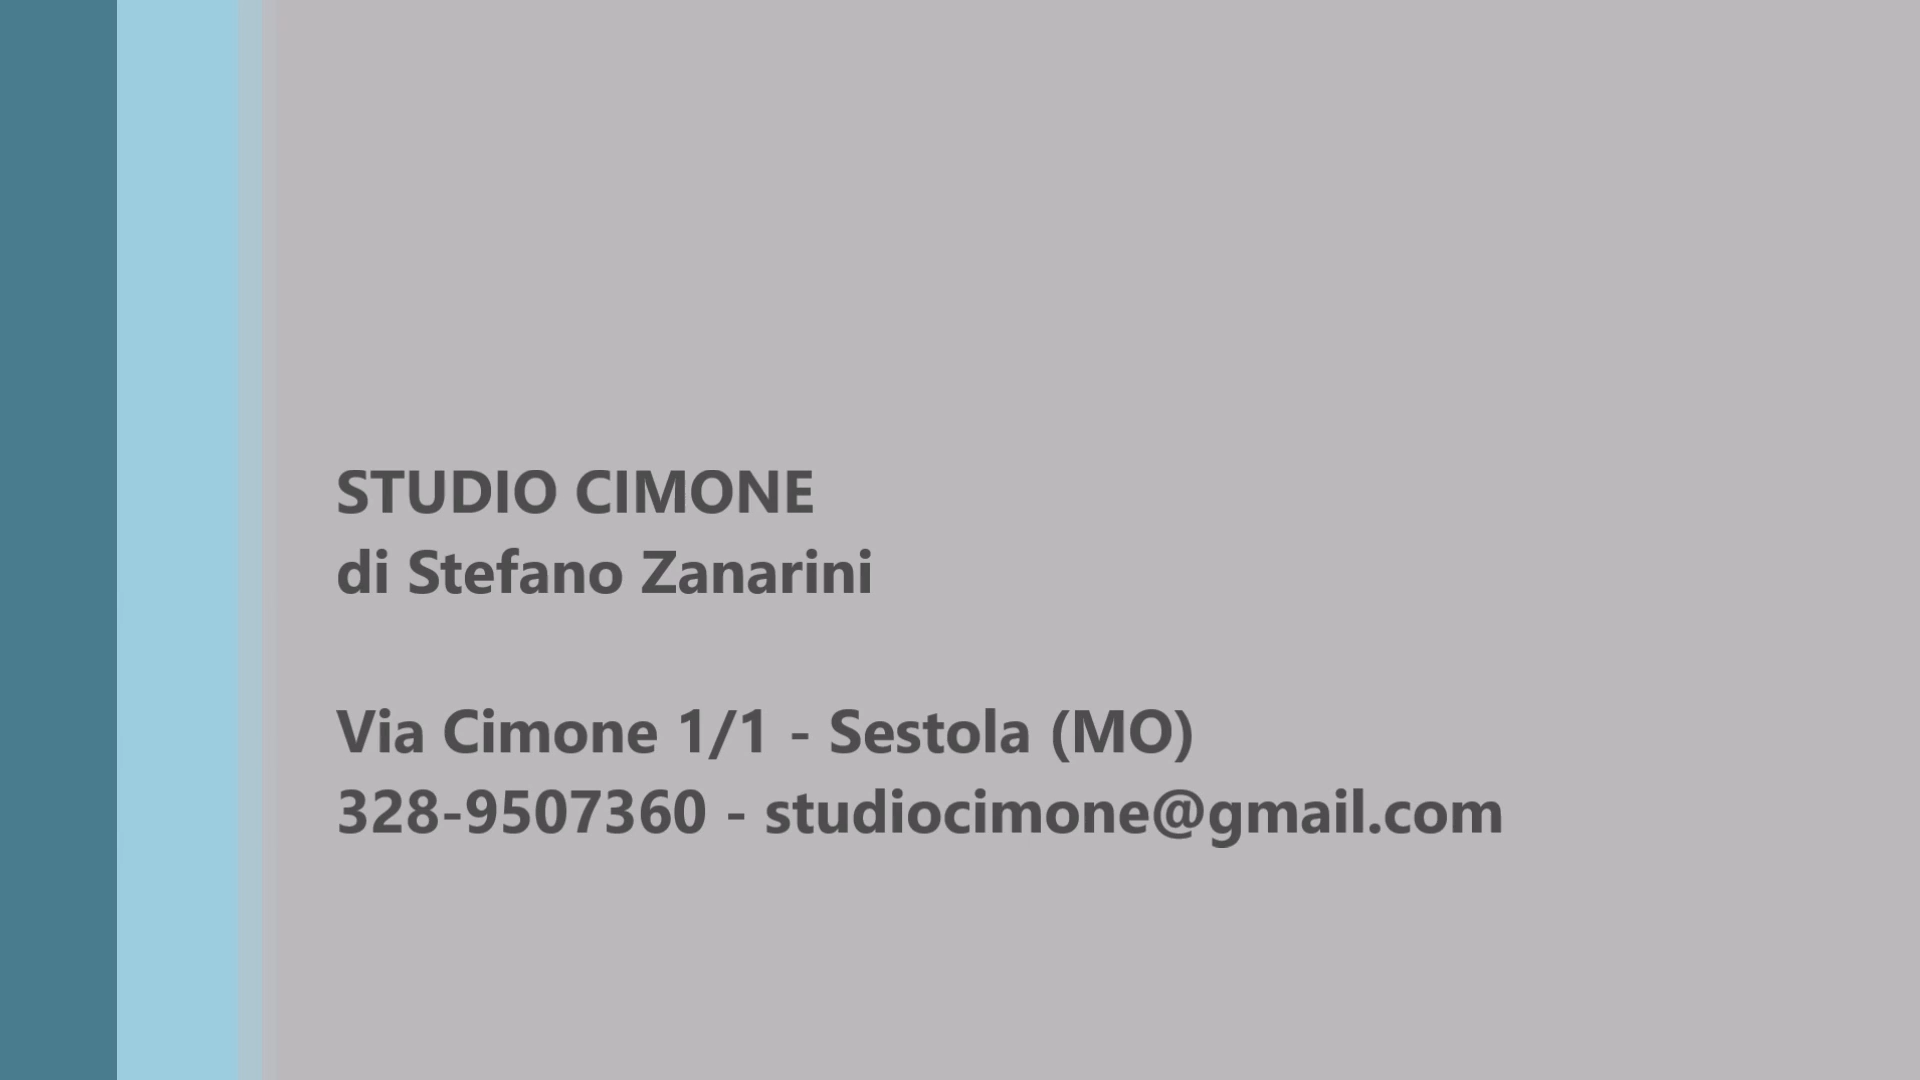 STUDIO CIMONE
di Stefano Zanarini
Via Cimone 1/1 - Sestola (MO)
328-9507360 - studiocimone@gmail.com